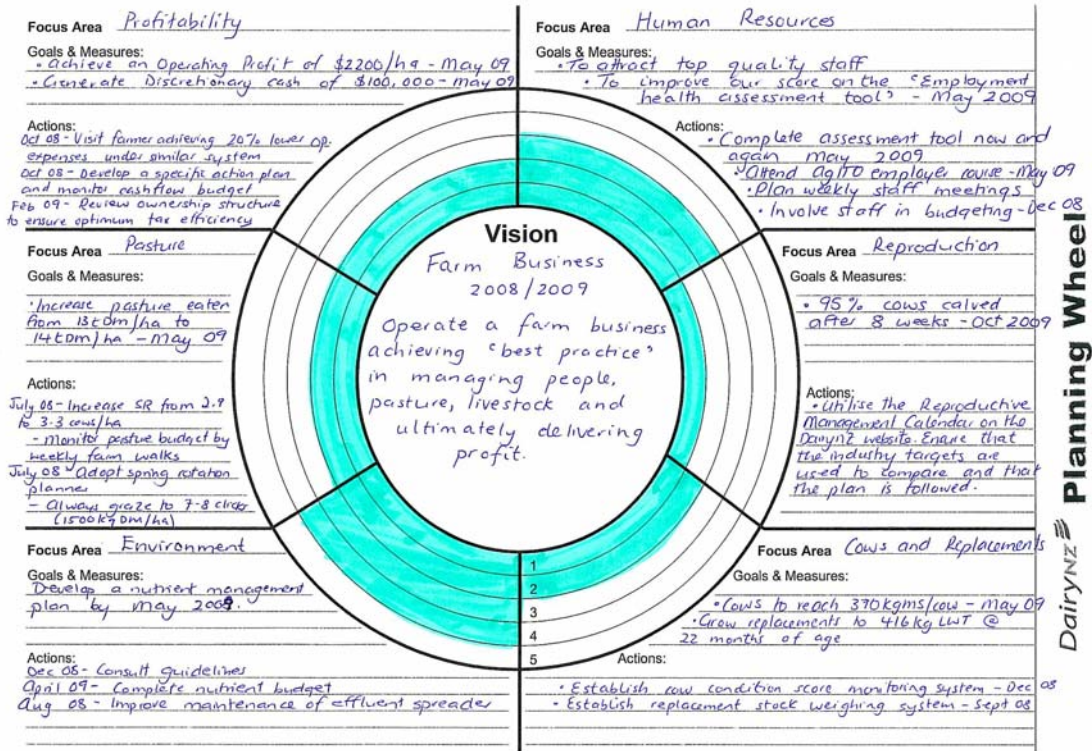 Focus Area Profitability
Goals & Measures:
• Achieve an Operating Profit of $2200/ha - May 09
• Generate Discretionary cash of $100,000 - May 09
Actions:
Oct 08 - Visit farmer achieving 20% lower op.
expenses under similar system
Oct 08 - Develop a specific action plan
and monitor cashflow budget
Feb 09 - Review ownership structure
to ensure optimum tax efficiency
Focus Area Human Resources
Goals & Measures:
• To attract top quality staff
• To improve our score on the 'Employment
health assessment tool' - May 2009
Actions:
• Complete assessment tool now and
again May 2009
• Attend AgITO employer course - May 09
• Plan weekly staff meetings
• Involve staff in budgeting - Dec 08
Focus Area Pasture
Goals & Measures:
• Increase pasture eaten
from 13tDM/ha to
14tDM/ha - May 09
Actions:
July 08 - Increase SR from 2.9
to 3.3 cows/ha
- Monitor pasture budget by
weekly farm walks
July 08 Adopt spring rotation
planner
- Always graze to 7-8 clicks
(1500kgDM/ha)
Vision
Farm Business
2008/2009
Operate a farm business
achieving 'best practice'
in managing people,
pasture, livestock and
ultimately delivering
profit.
Focus Area Reproduction
Goals & Measures:
• 95% cows calved
after 8 weeks - Oct 2009
Actions:
• Utilise the Reproductive
Management Calendar on the
Dairynz website. Ensure that
the industry targets are
used to compare and that
the plan is followed.
Focus Area Environment
Goals & Measures:
Develop a nutrient management
plan by May 2009.
Actions:
Dec 08 - Consult guidelines
April 09 - Complete nutrient budget
Aug 08 - Improve maintenance of effluent spreader
1
2
3
4
5
Focus Area Cows and Replacements
Goals & Measures:
• Cows to reach 370kgms/cow - May 09
• Grow replacements to 416kg LWT @
22 months of age
Actions:
• Establish cow condition score monitoring system - Dec 08
• Establish replacement stock weighing system - Sept 08
DairyNZ Planning Wheel